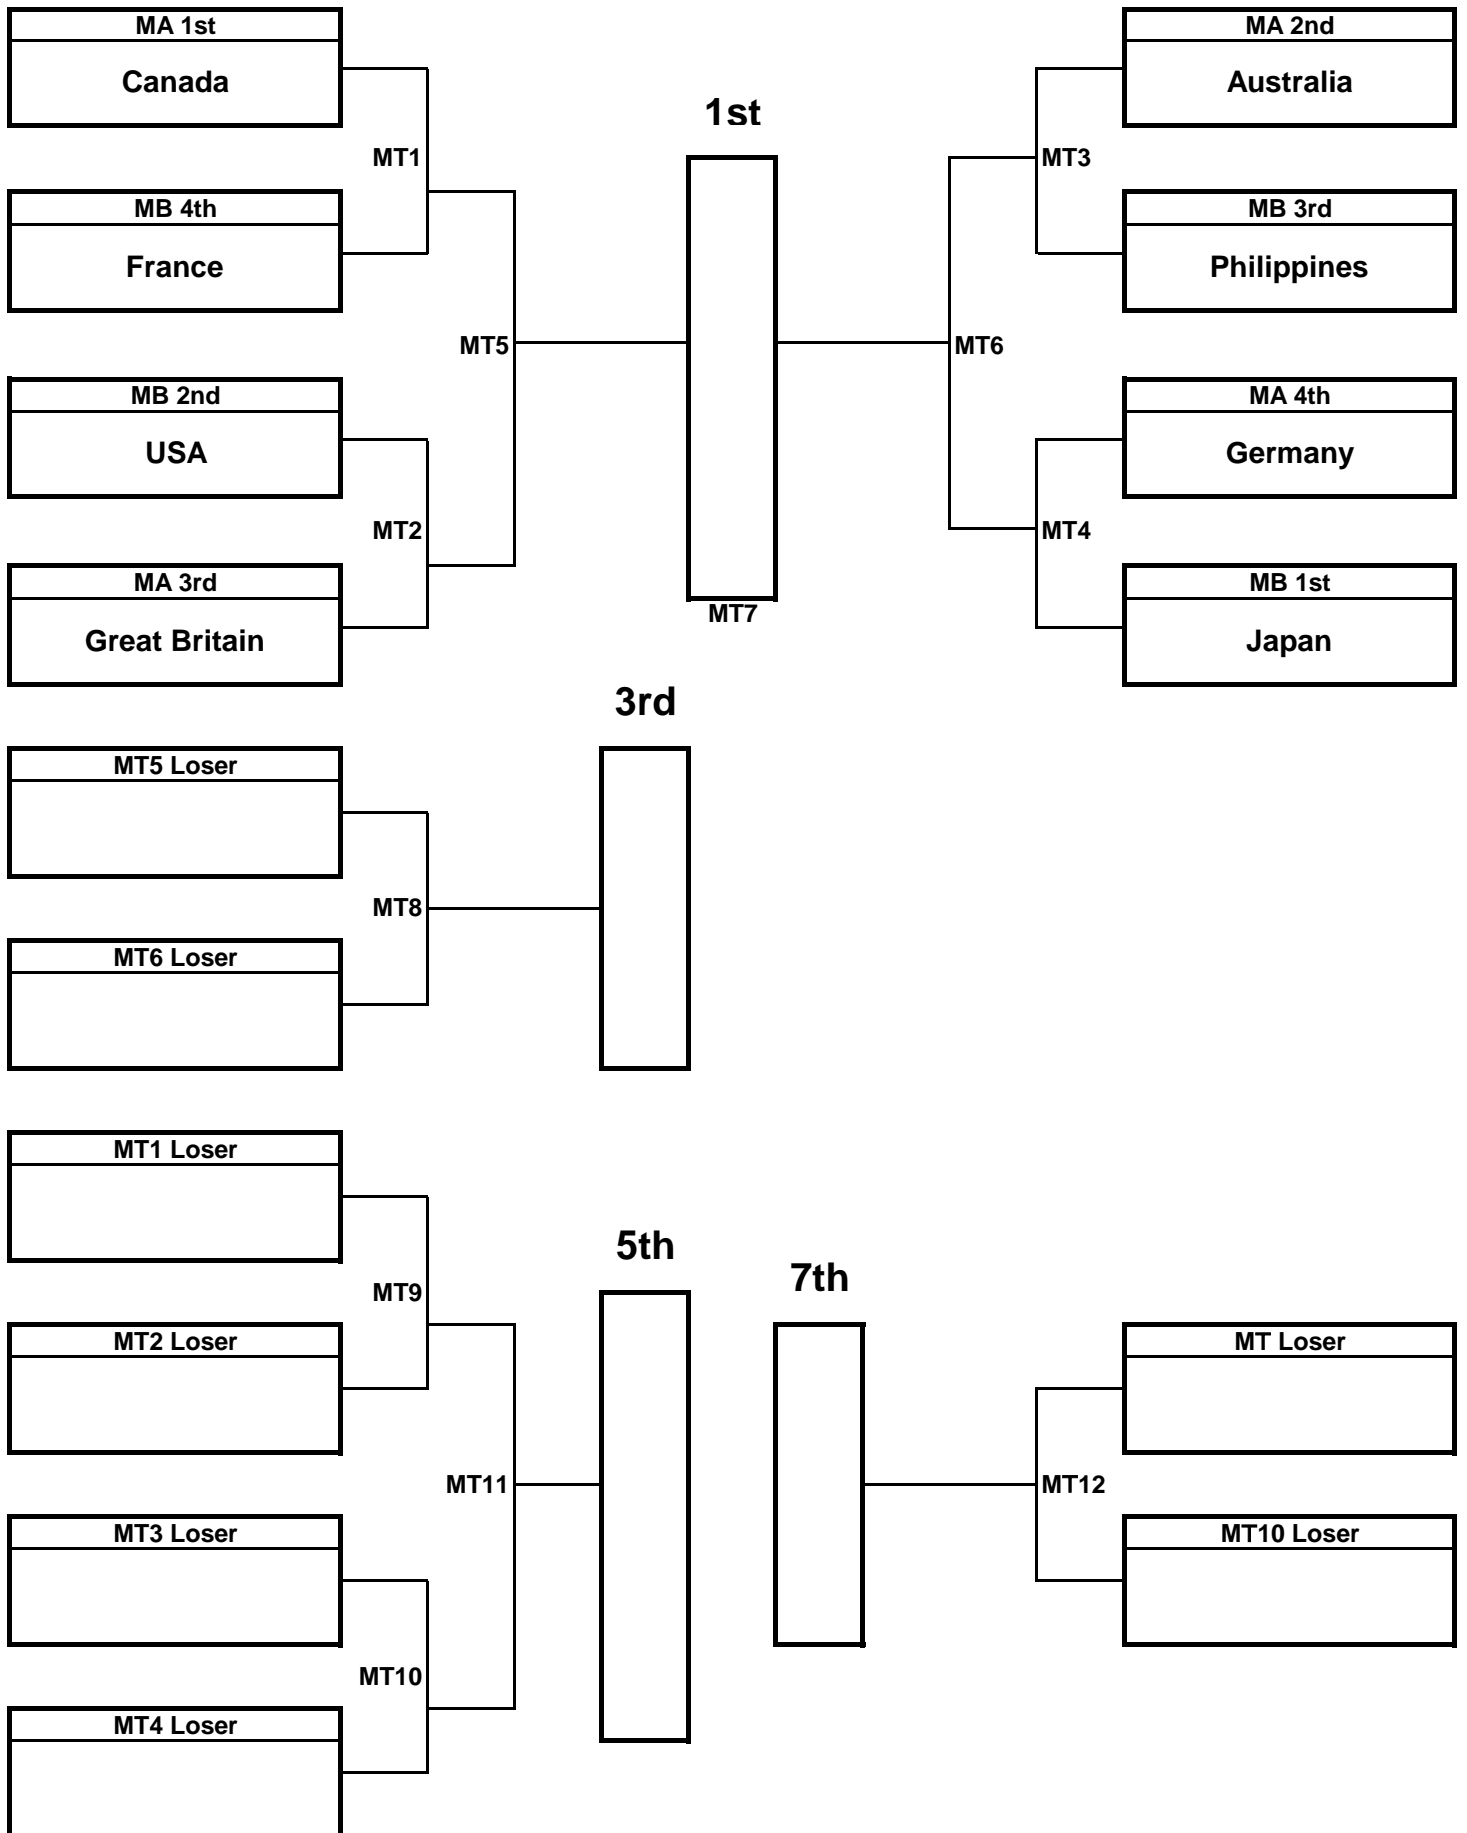 MA 1st
Canada
MA 2nd
Australia
1st
MT1
MT3
MB 4th
France
MB 3rd
Philippines
MT5
MT6
MB 2nd
USA
MA 4th
Germany
MT2
MT4
MA 3rd
Great Britain
MB 1st
Japan
MT7
3rd
MT5 Loser
MT8
MT6 Loser
MT1 Loser
5th
7th
MT9
MT2 Loser
MT Loser
MT11
MT12
MT3 Loser
MT10 Loser
MT10
MT4 Loser